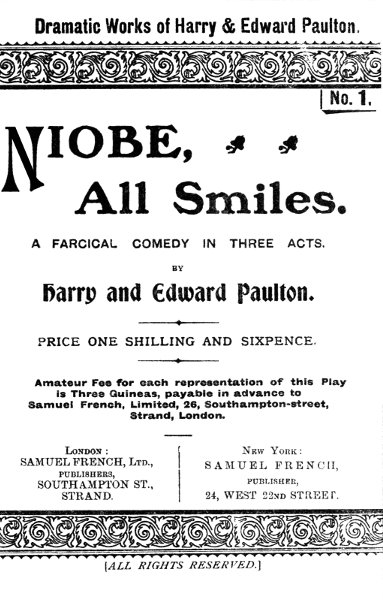 Dramatic Works of Harry & Edward Paulton.
No. 1.
NIOBE,
All Smiles.
A FARCICAL COMEDY IN THREE ACTS.
BY
Harry and Edward Paulton.
PRICE ONE SHILLING AND SIXPENCE.
Amateur Fee for each representation of this Play
is Three Guineas, payable in advance to
Samuel French, Limited, 26, Southampton-street,
Strand, London.
LONDON:
SAMUEL FRENCH, LTD.,
PUBLISHERS,
SOUTHAMPTON ST.,
STRAND.
NEW YORK:
SAMUEL FRENCH,
PUBLISHER,
24, WEST 22ND STREET.
[ALL RIGHTS RESERVED.]